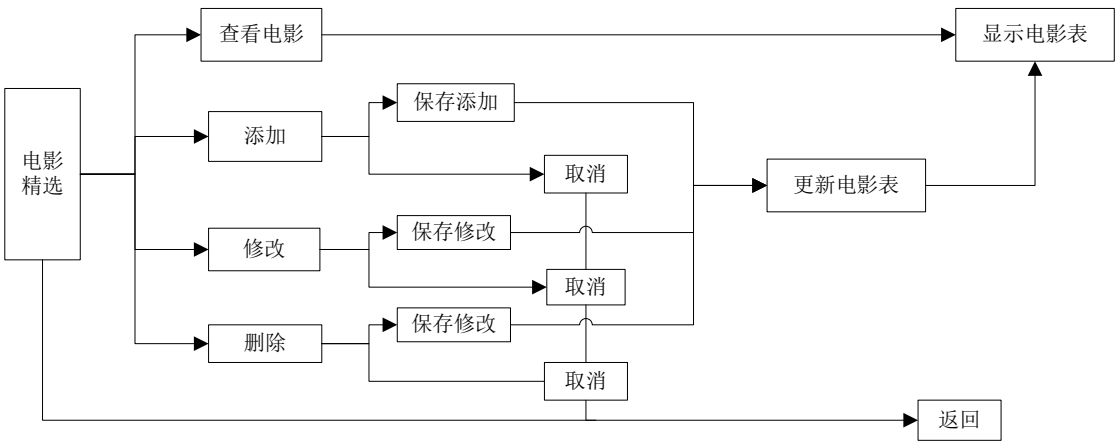 查看电影
显示电影表
保存添加
添加
电影
精选
取消
更新电影表
保存修改
修改
取消
保存修改
删除
取消
返回